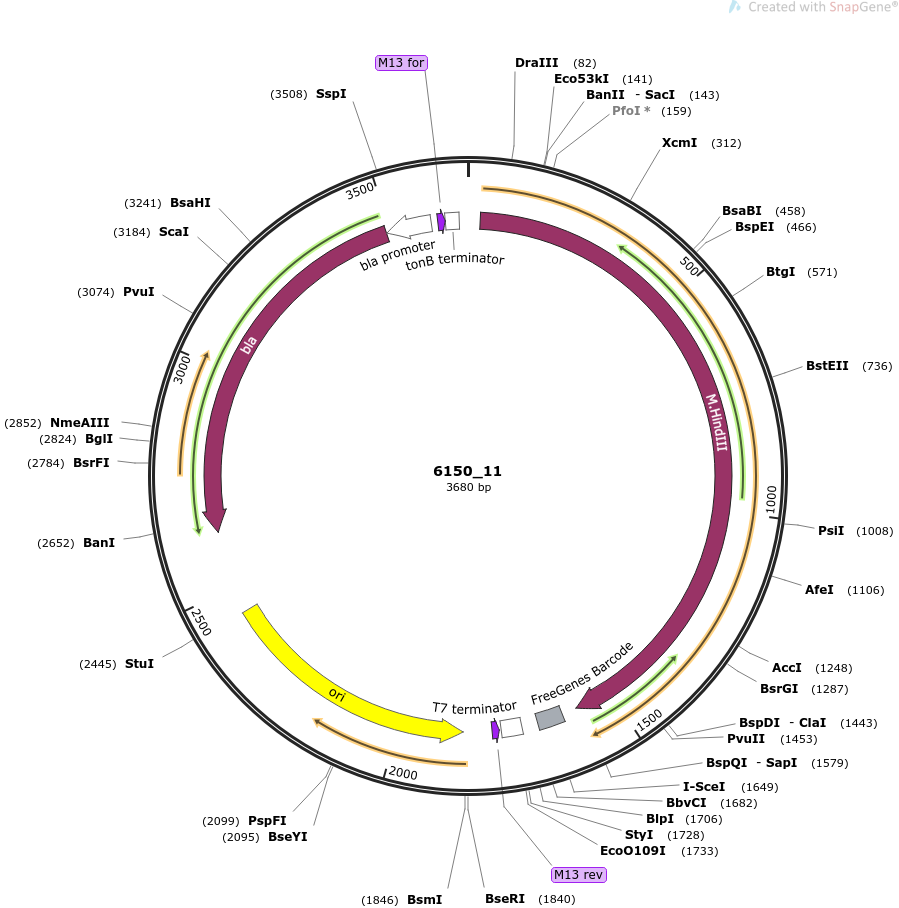 Created with SnapGene®
M13 for
DraIII (82)
Eco53kI (141)
(3508) SspI
BanII - SacI (143)
PfoI * (159)
XcmI (312)
3500
(3241) BsaHI
BsaBI (458)
(3184) ScaI
BspEI (466)
bla promoter
tonB terminator
500
BtgI (571)
(3074) PvuI
bla
3000
BstEII (736)
M.HindIII
(2852) NmeAIII
(2824) BglI
(2784) BsrFI
6150_11
3680 bp
1000
PsiI (1008)
(2652) BanI
AfeI (1106)
2500
(2445) StuI
FreeGenes Barcode
AccI (1248)
BsrGI (1287)
ori
T7 terminator
1500
BspDI - ClaI (1443)
PvuII (1453)
2000
BspQI - SapI (1579)
I-SceI (1649)
BbvCI (1682)
(2099) PspFI
BlpI (1706)
(2095) BseYI
StyI (1728)
EcoO109I (1733)
M13 rev
(1846) BsmI
BseRI (1840)